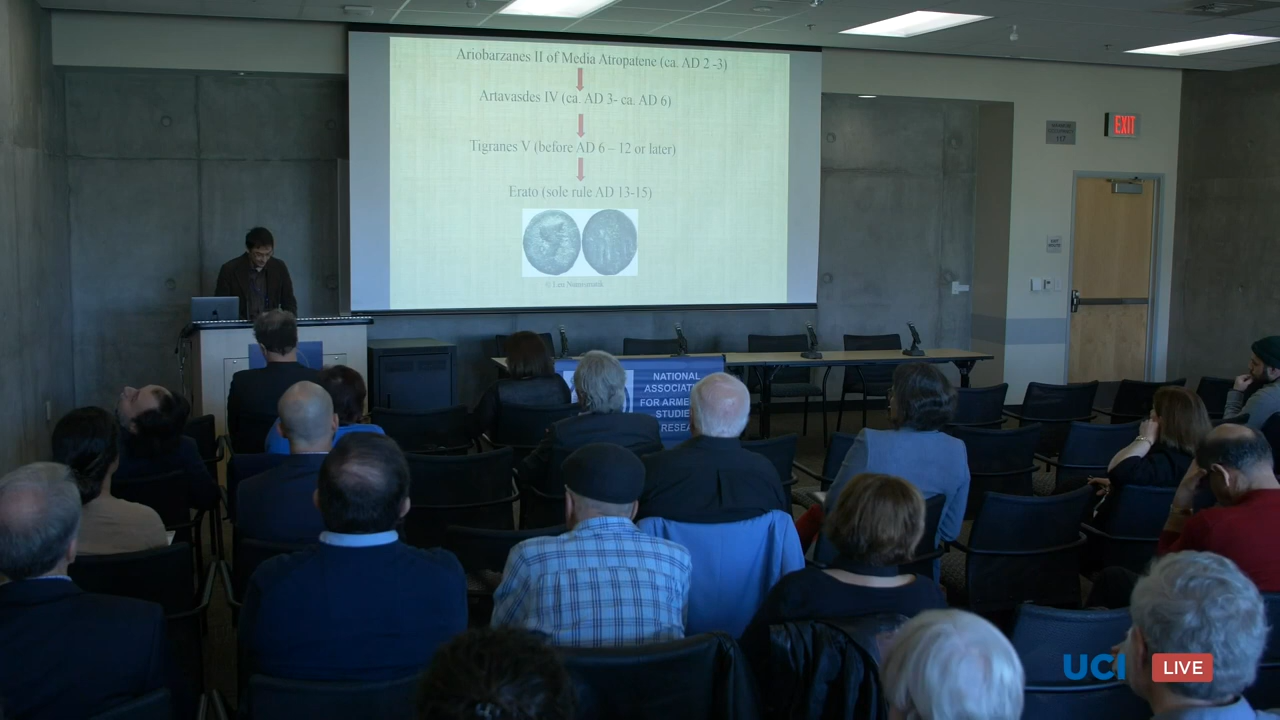 Ariobarzanes II of Media Atropatene (ca. AD 2 -3)
Artavasdes IV (ca. AD 3- ca. AD 6)
Tigranes V (before AD 6 – 12 or later)
Erato (sole rule AD 13-15)
EXIT
117
NATIONAL
ASSOCIAT
FOR ARME
STUDIE
RESEA
UCI LIVE